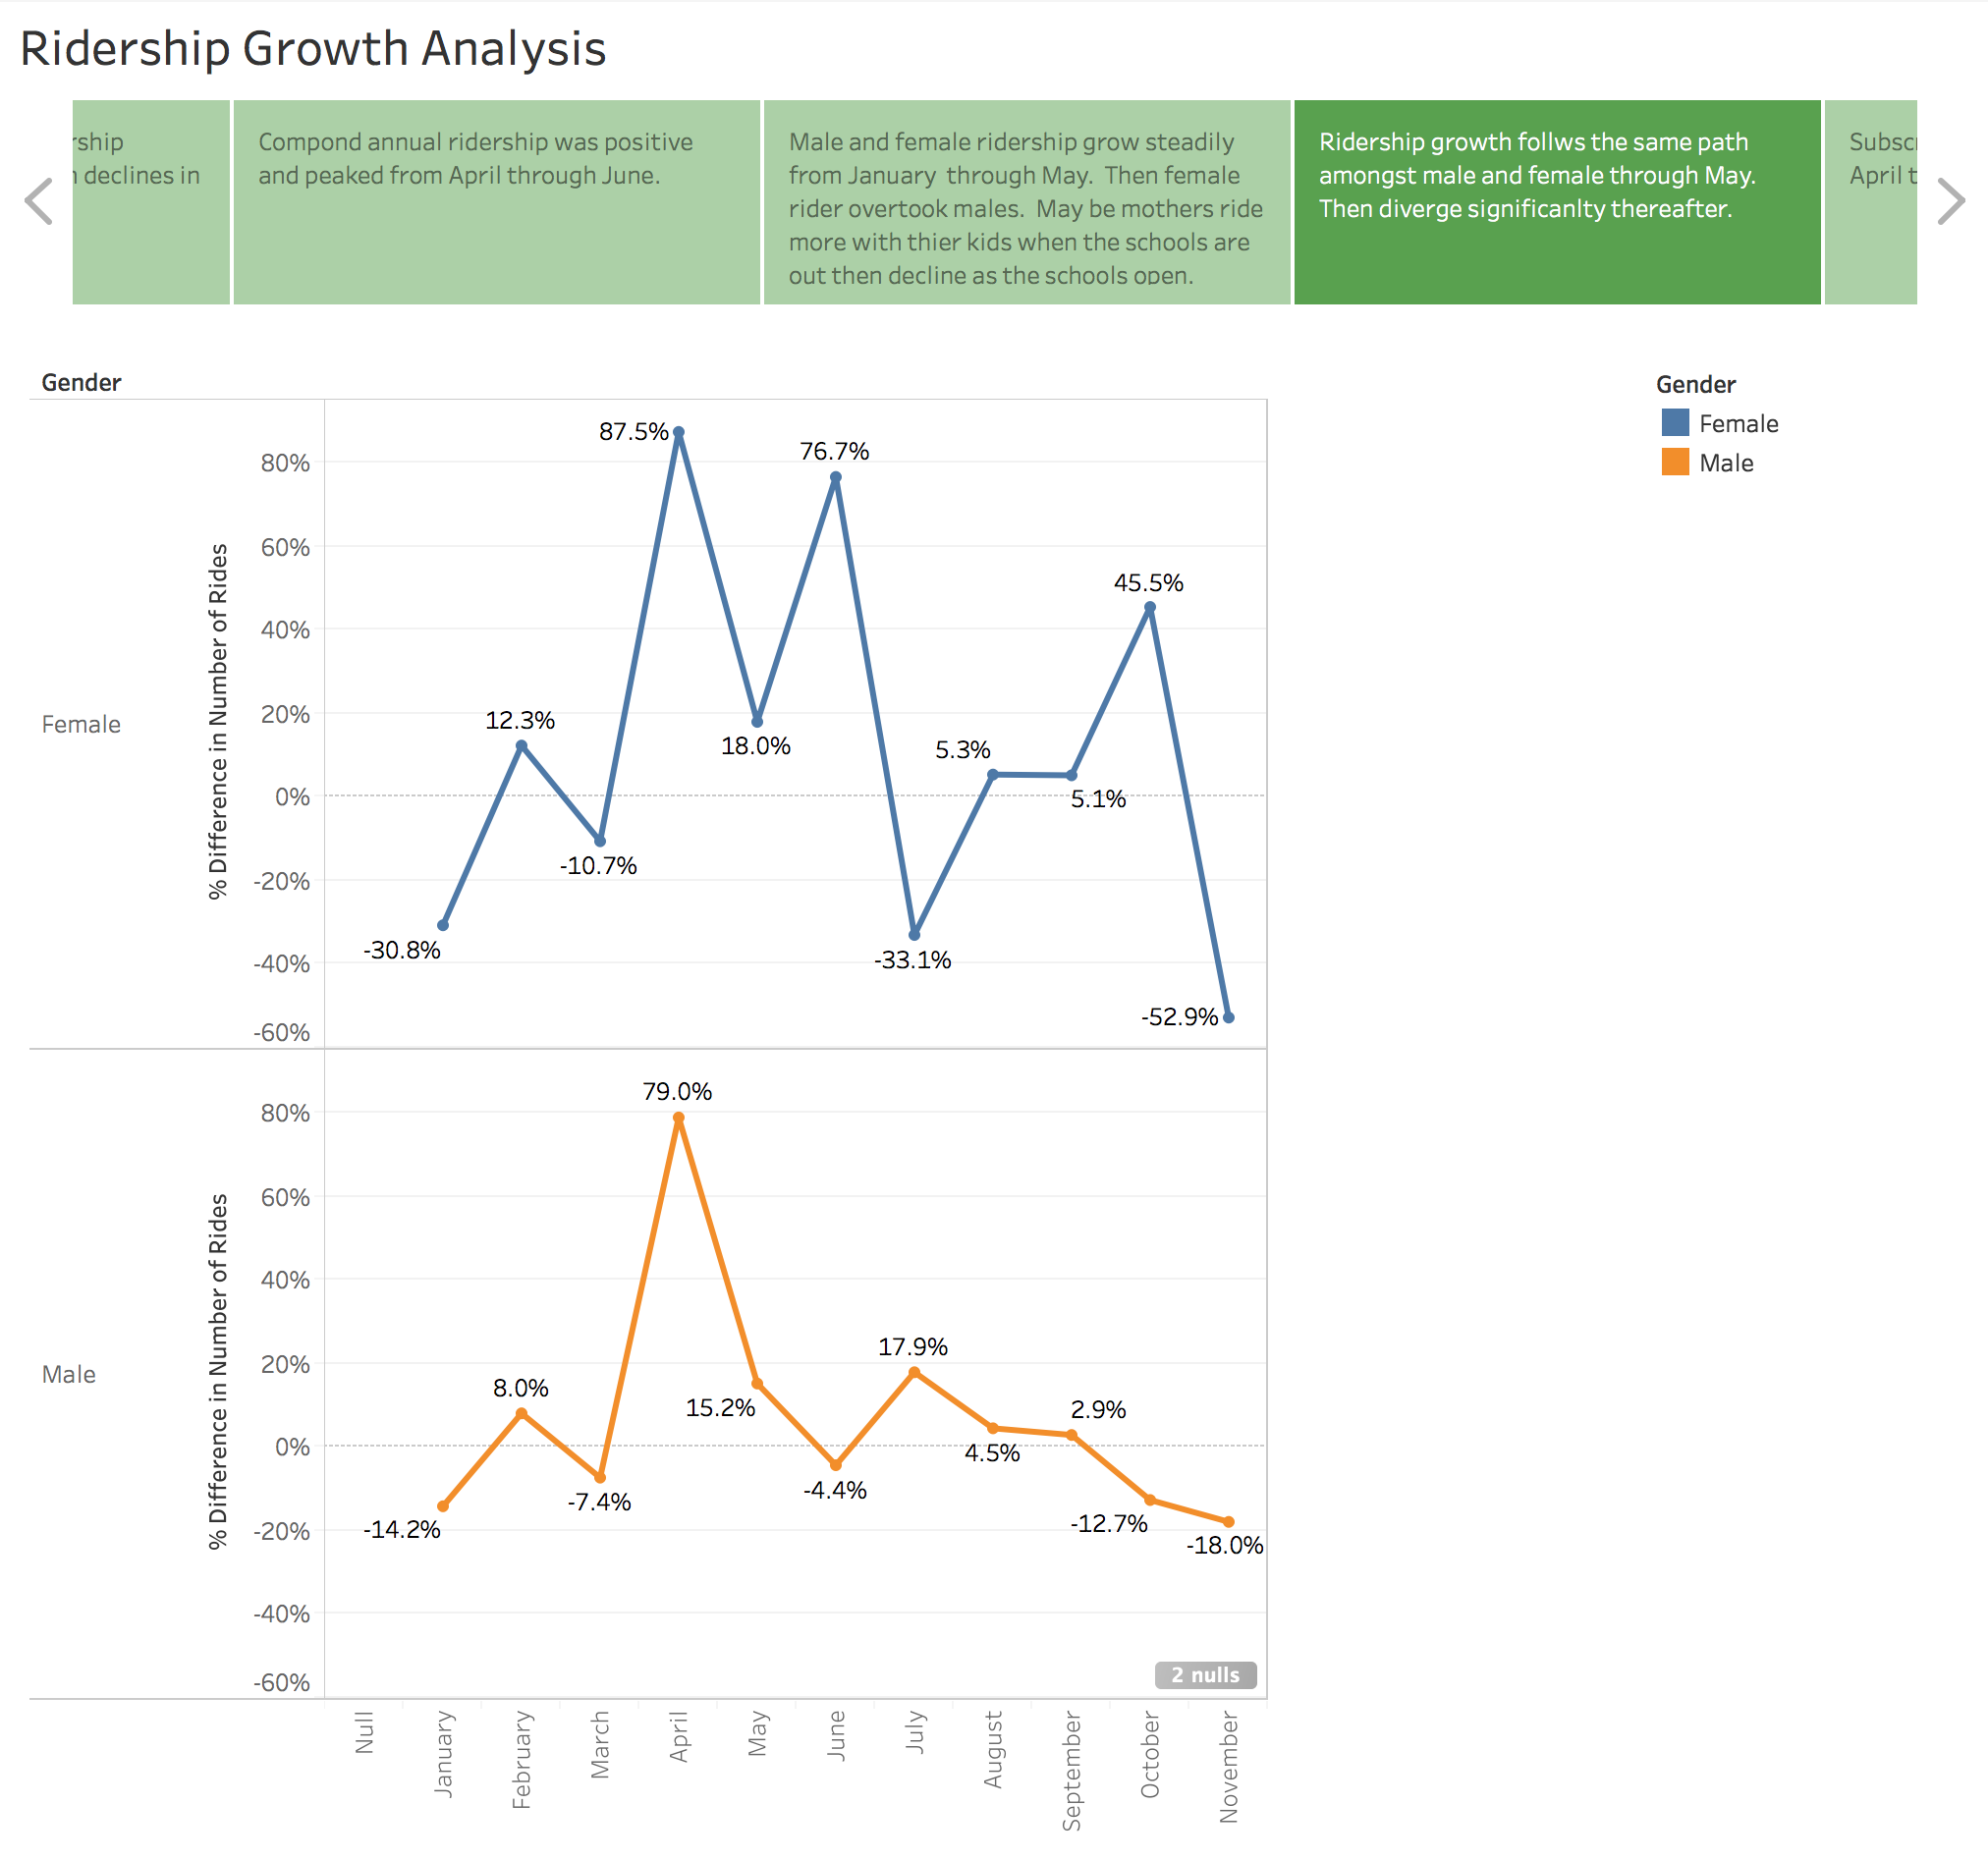 Ridership Growth Analysis
rship
declines in
Compond annual ridership was positive
and peaked from April through June.
Male and female ridership grow steadily
from January through May. Then female
rider overtook males. May be mothers ride
more with thier kids when the schools are
out then decline as the schools open.
Ridership growth follws the same path
amongst male and female through May.
Then diverge significanlty thereafter.
Subsc
April t
Gender
Gender
Female
Male
Female
% Difference in Number of Rides
80%
60%
40%
20%
0%
-20%
-40%
-60%
-30.8%
12.3%
-10.7%
87.5%
18.0%
76.7%
-33.1%
5.3%
5.1%
45.5%
-52.9%
Male
% Difference in Number of Rides
80%
60%
40%
20%
0%
-20%
-40%
-60%
-14.2%
8.0%
-7.4%
79.0%
15.2%
-4.4%
17.9%
4.5%
2.9%
-12.7%
-18.0%
2 nulls
Null
January
February
March
April
May
June
July
August
September
October
November